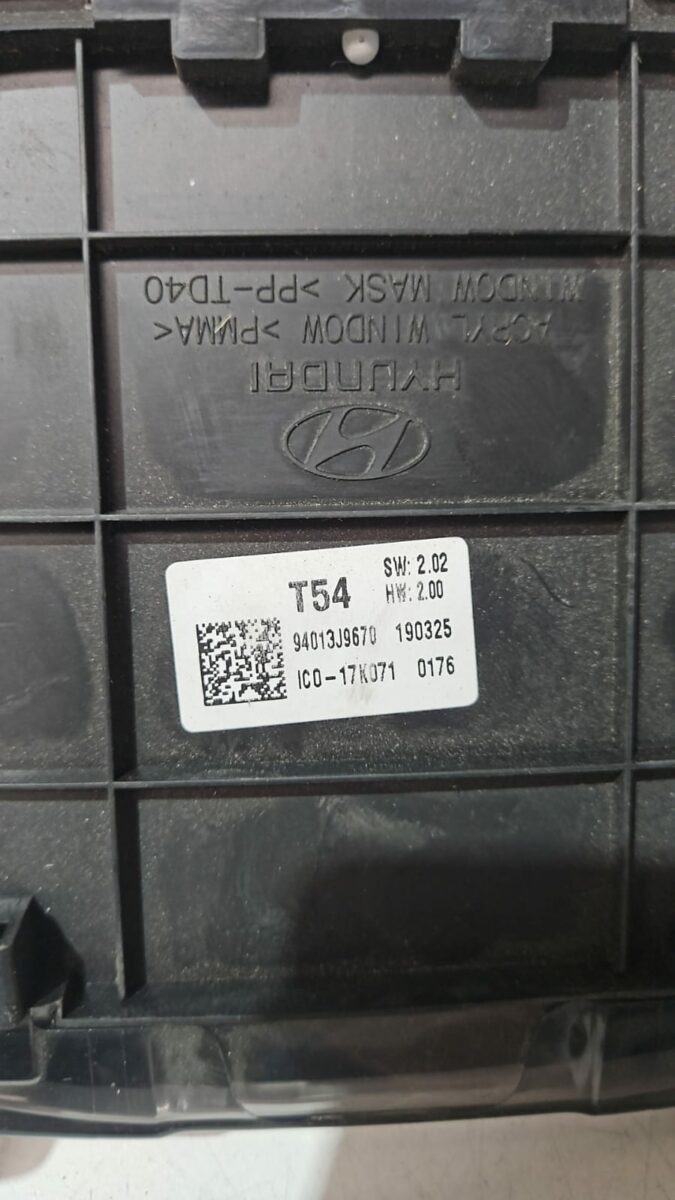 WINDOW MASK >PP-TD40
ACRYL WINDOW >PMMA<
HYUNDAI
T54
SW: 2.02
HW: 2.00
94013J9670 190325
ICO-17K071 0176